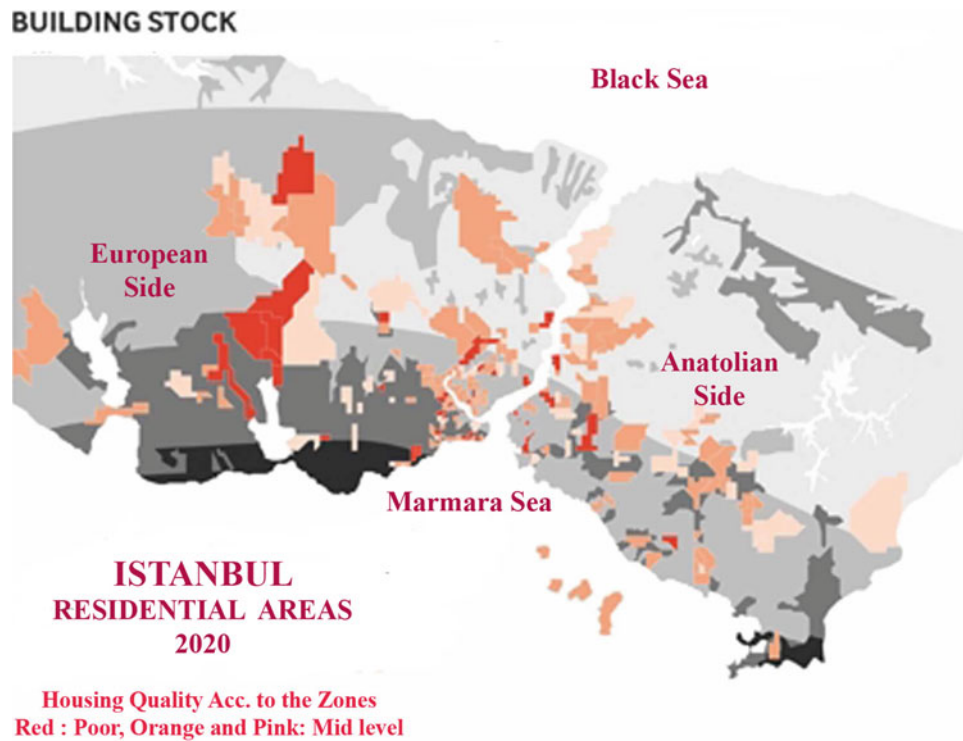 BUILDING STOCK
Black Sea
European
Side
Anatolian
Side
Marmara Sea
ISTANBUL
RESIDENTIAL AREAS
2020
Housing Quality Acc. to the Zones
Red : Poor, Orange and Pink: Mid level